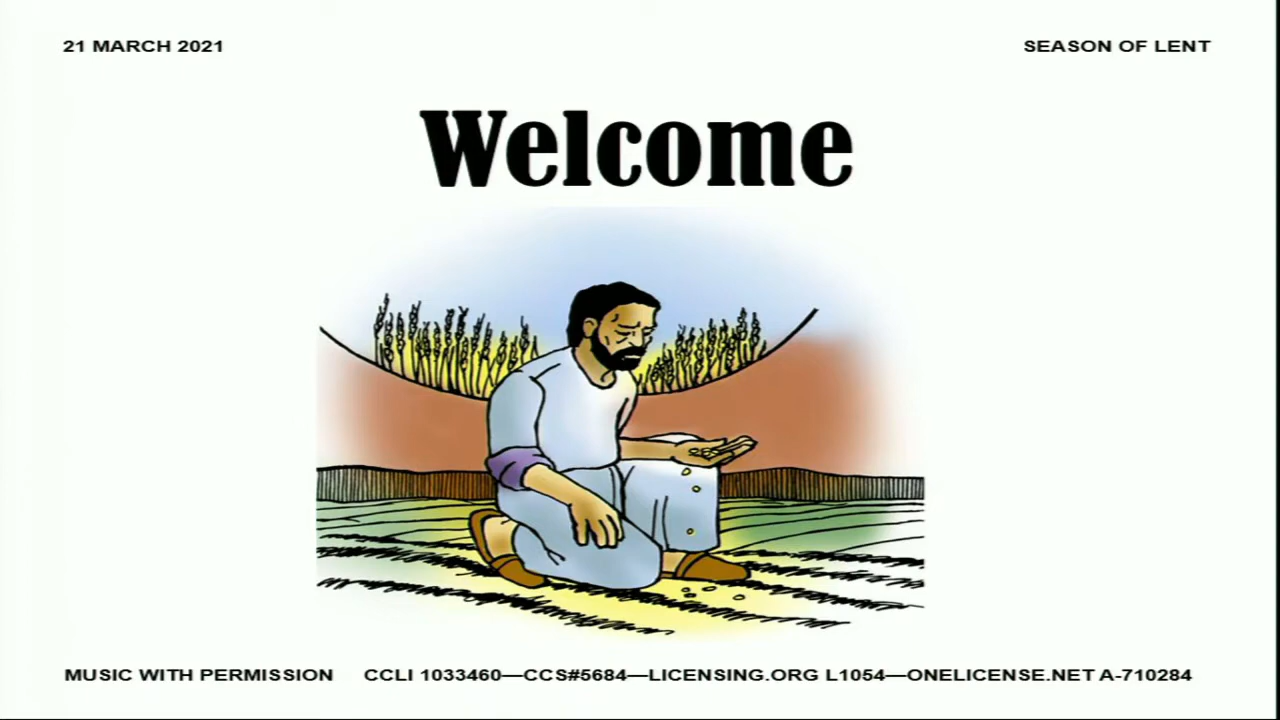 21 MARCH 2021
SEASON OF LENT
Welcome
MUSIC WITH PERMISSION CCLI 1033460—CCS#5684—LICENSING.ORG L1054—ONELICENSE.NET A-710284